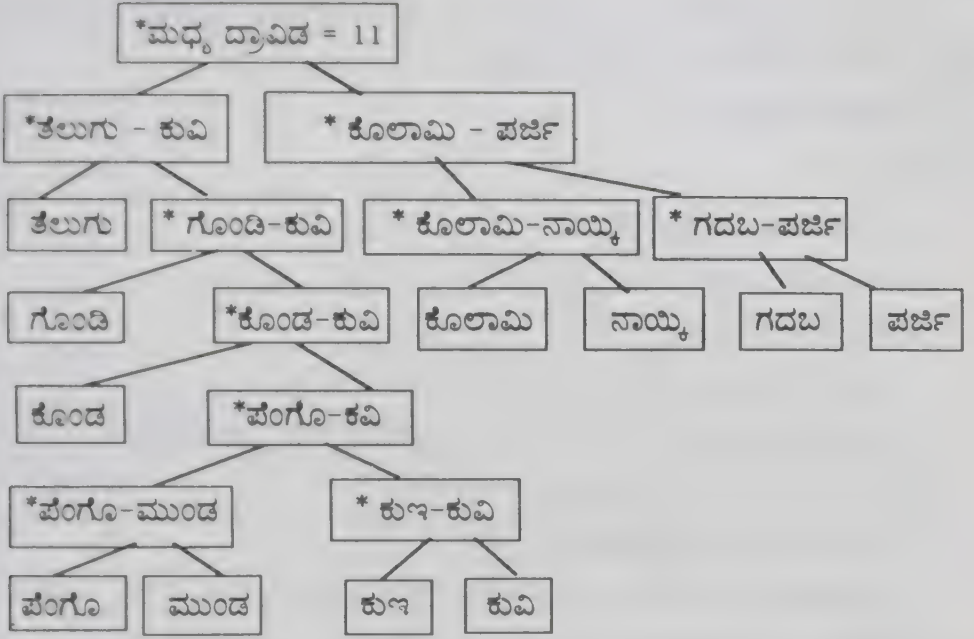 *ಮಧ್ಯ ದ್ರಾವಿಡ = 11
*ತೆಲುಗು - ಕುವಿ * ಕೊಲಾಮಿ - ಪರ್ಜಿ
ತೆಲುಗು * ಗೊಂಡಿ-ಕುವಿ * ಕೊಲಾಮಿ-ನಾಯ್ಕಿ * ಗದಬ-ಪರ್ಜಿ
ಗೊಂಡಿ *ಕೊಂಡ-ಕುವಿ ಕೊಲಾಮಿ ನಾಯ್ಕಿ ಗದಬ ಪರ್ಜಿ
ಕೊಂಡ *ಪೆಂಗೊ-ಕವಿ
*ಪೆಂಗೊ-ಮುಂಡ * ಕುಇ-ಕುವಿ
ಪೆಂಗೊ ಮುಂಡ ಕುಇ ಕುವಿ